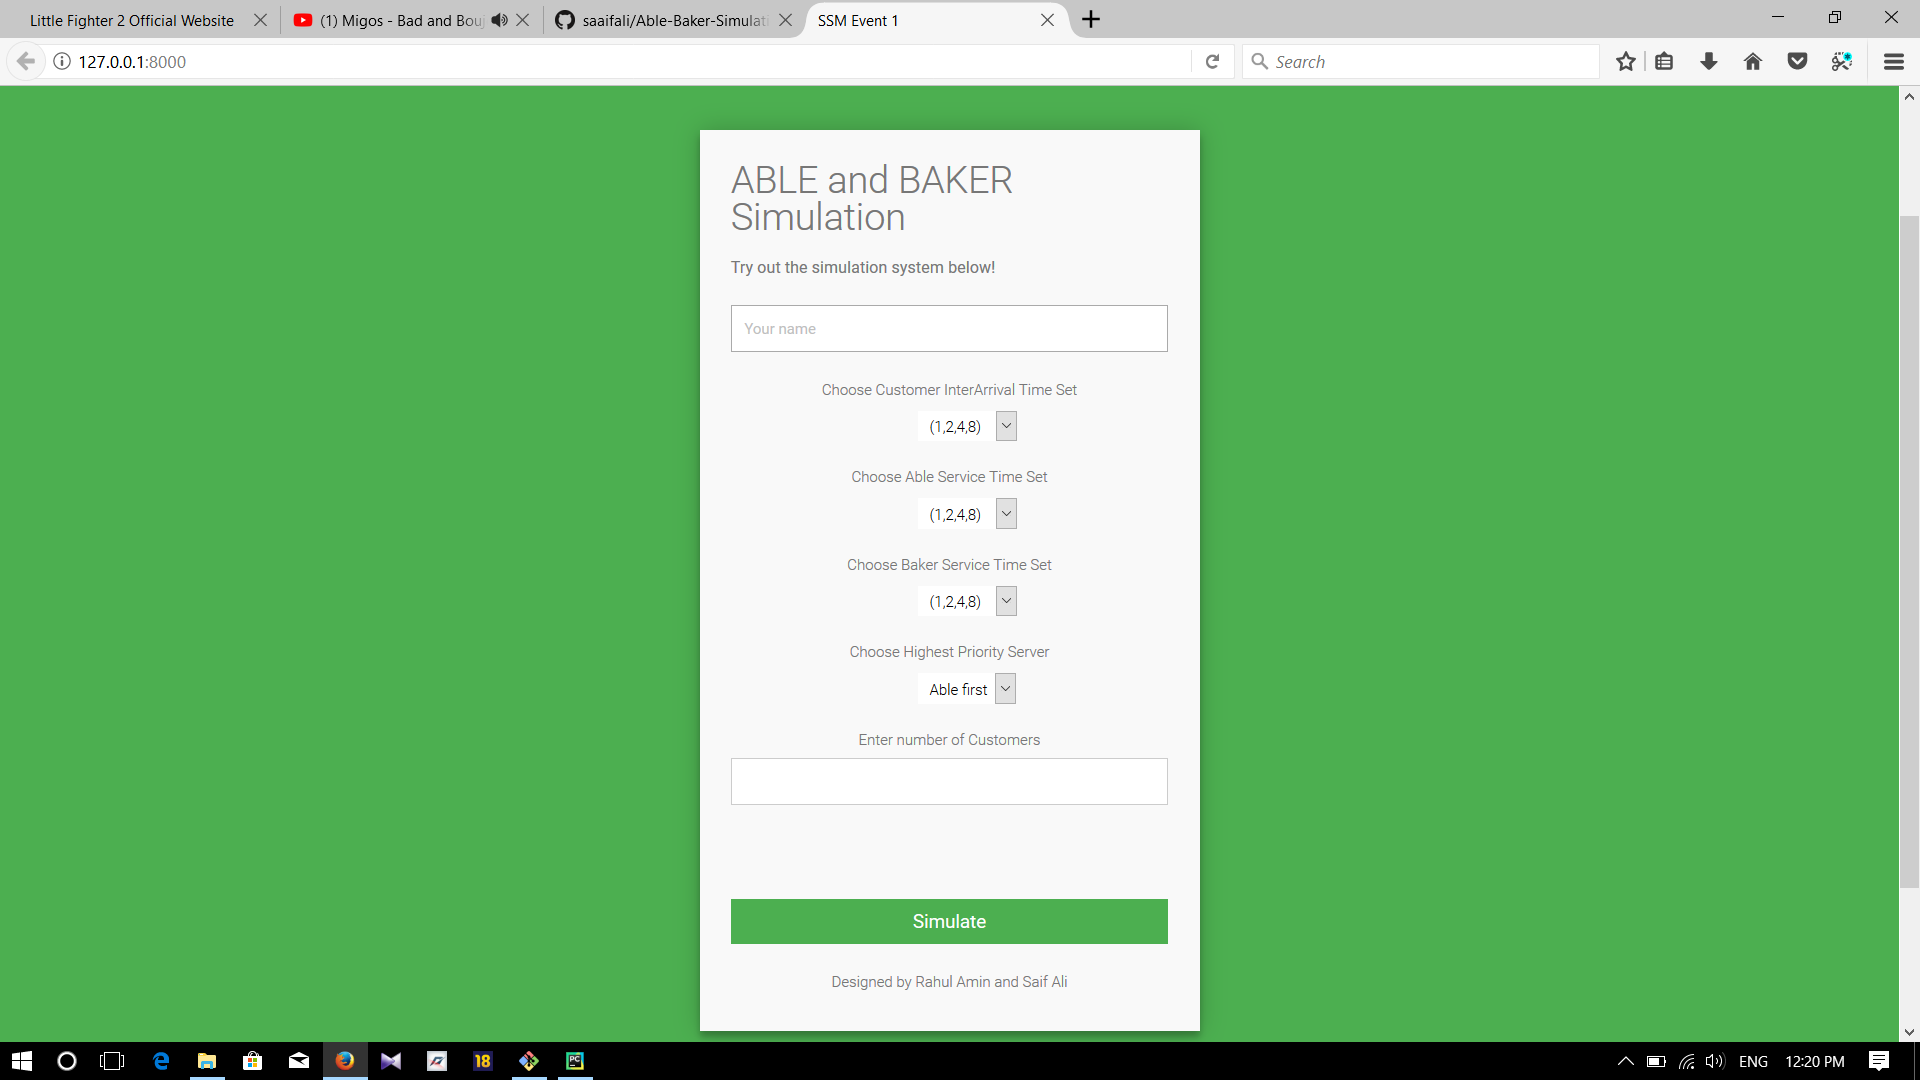 Little Fighter 2 Official Website
(1) Migos - Bad and Bouj
saaifali/Able-Baker-Simulati
SSM Event 1
127.0.0.1:8000
Search
ABLE and BAKER
Simulation
Try out the simulation system below!
Your name
Choose Customer InterArrival Time Set
(1,2,4,8)
Choose Able Service Time Set
(1,2,4,8)
Choose Baker Service Time Set
(1,2,4,8)
Choose Highest Priority Server
Able first
Enter number of Customers
Simulate
Designed by Rahul Amin and Saif Ali
18
PC
ENG
12:20 PM